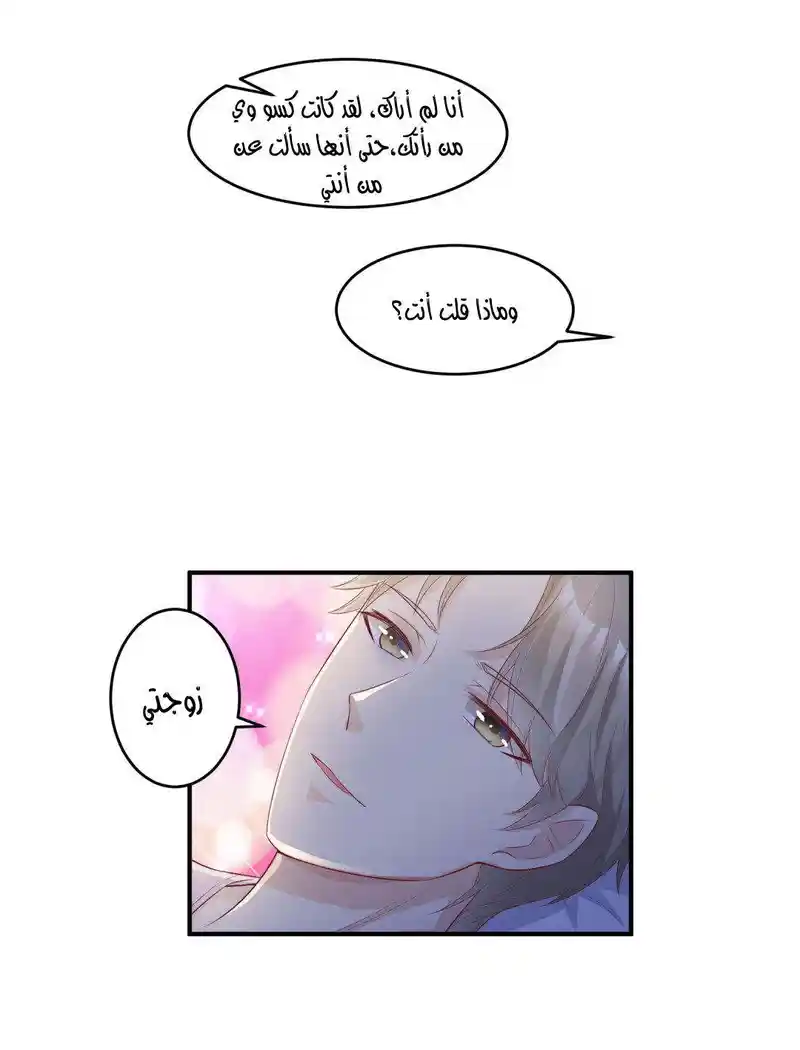 أنا لم أراك، لقد كانت كسو وي
من رأتك،حتى أنها سألت عن
من أنتي
وماذا قلت أنت؟
زوجتي